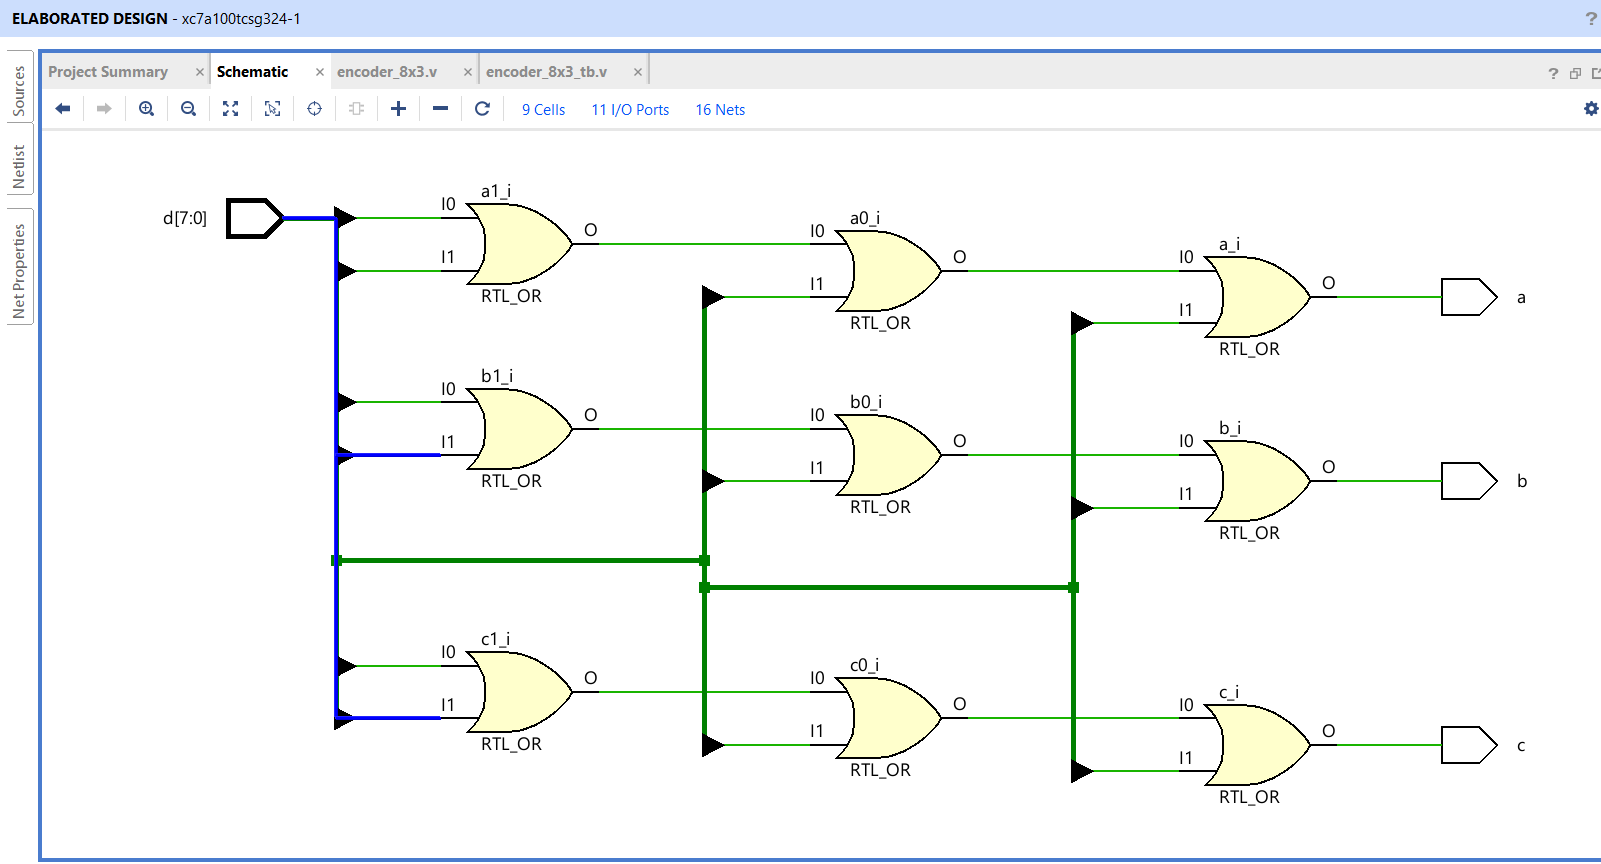 ELABORATED DESIGN - xc7a100tcsg324-1
?
Sources
Netlist
Net Properties
Project Summary × Schematic × encoder_8x3.v × encoder_8x3_tb.v ×
?
9 Cells 11 I/O Ports 16 Nets
d[7:0]
a1_i
I0
I1
O
RTL_OR
a0_i
I0
I1
O
RTL_OR
a_i
I0
I1
O
RTL_OR
a
b1_i
I0
I1
O
RTL_OR
b0_i
I0
I1
O
RTL_OR
b_i
I0
I1
O
RTL_OR
b
c1_i
I0
I1
O
RTL_OR
c0_i
I0
I1
O
RTL_OR
c_i
I0
I1
O
RTL_OR
c